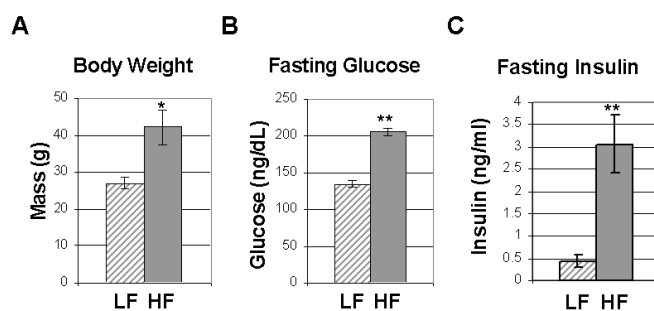 A
B
C
Body Weight
Fasting Glucose
Fasting Insulin
Mass (g)
50
40
30
20
10
0
*
LF HF
Glucose (ng/dL)
250
200
150
100
50
0
**
LF HF
Insulin (ng/ml)
4
3.5
3
2.5
2
1.5
1
0.5
0
**
LF HF